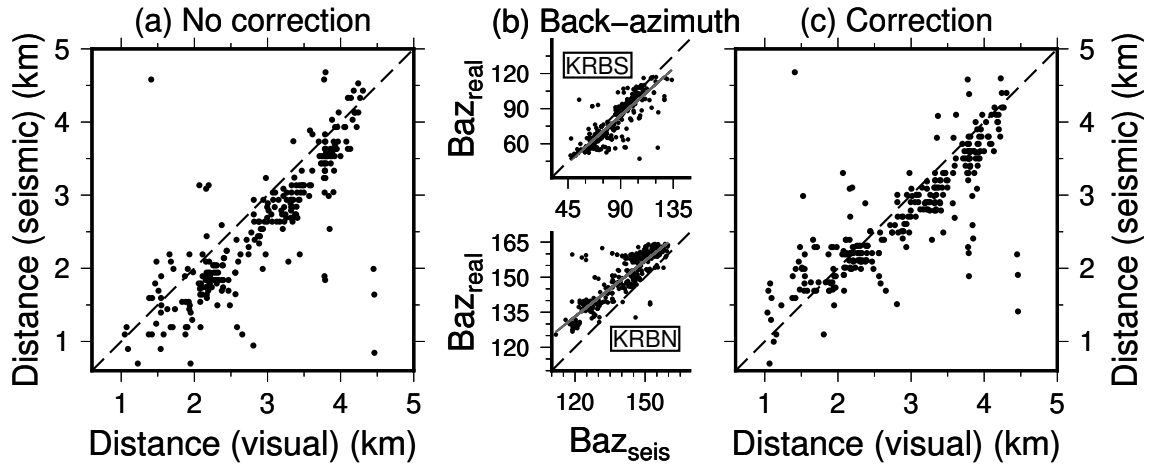 (a) No correction
5
4
3
2
1
Distance (seismic) (km)
1 2 3 4 5
Distance (visual) (km)
(b) Back−azimuth
KRBS
120
90
60
Baz_real
45 90 135
165
150
135
120
Baz_real
KRBN
120 150
Baz_seis
(c) Correction
5
4
3
2
1
Distance (seismic) (km)
1 2 3 4 5
Distance (visual) (km)